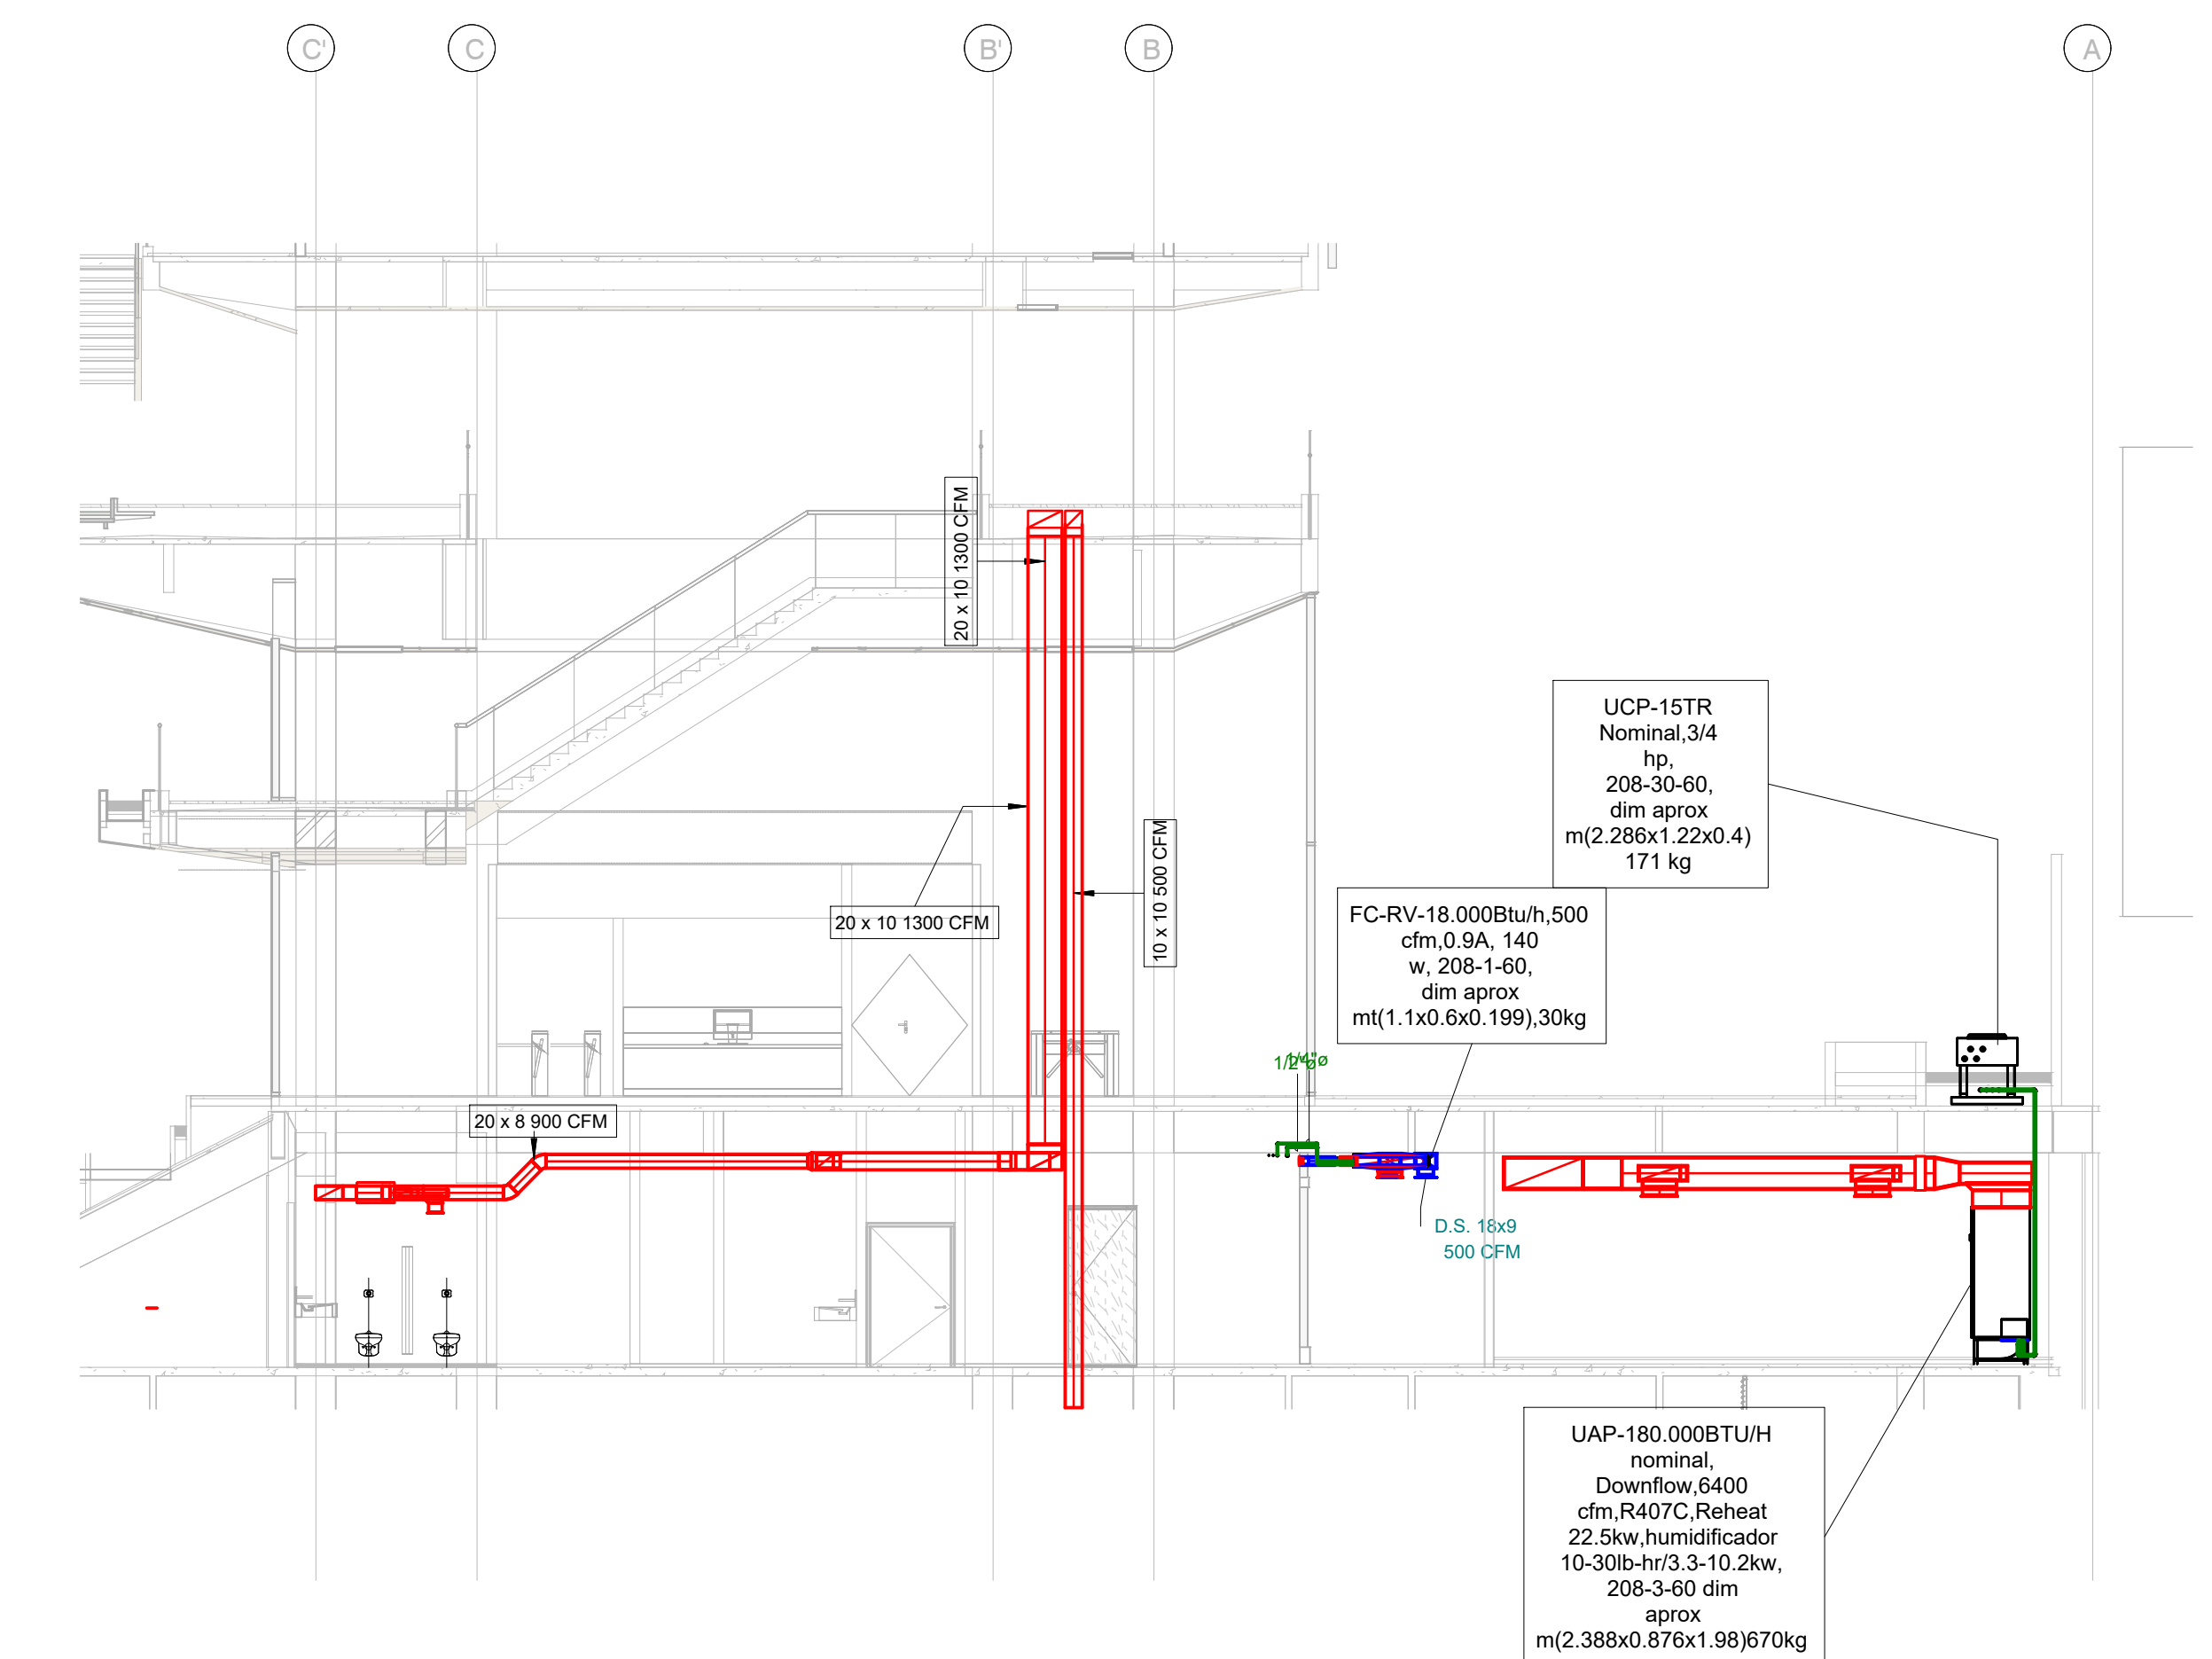 C'
C
B'
B
A
20 x 10 1300 CFM
UCP-15TR
Nominal,3/4
hp,
208-30-60,
dim aprox
m(2.286x1.22x0.4)
171 kg
10 x 10 500 CFM
20 x 10 1300 CFM
FC-RV-18.000Btu/h,500
cfm,0.9A, 140
w, 208-1-60,
dim aprox
mt(1.1x0.6x0.199),30kg
1/2"ø
1/4"ø
20 x 8 900 CFM
D.S. 18x9
500 CFM
UAP-180.000BTU/H
nominal,
Downflow,6400
cfm,R407C,Reheat
22.5kw,humidificador
10-30lb-hr/3.3-10.2kw,
208-3-60 dim
aprox
m(2.388x0.876x1.98)670kg